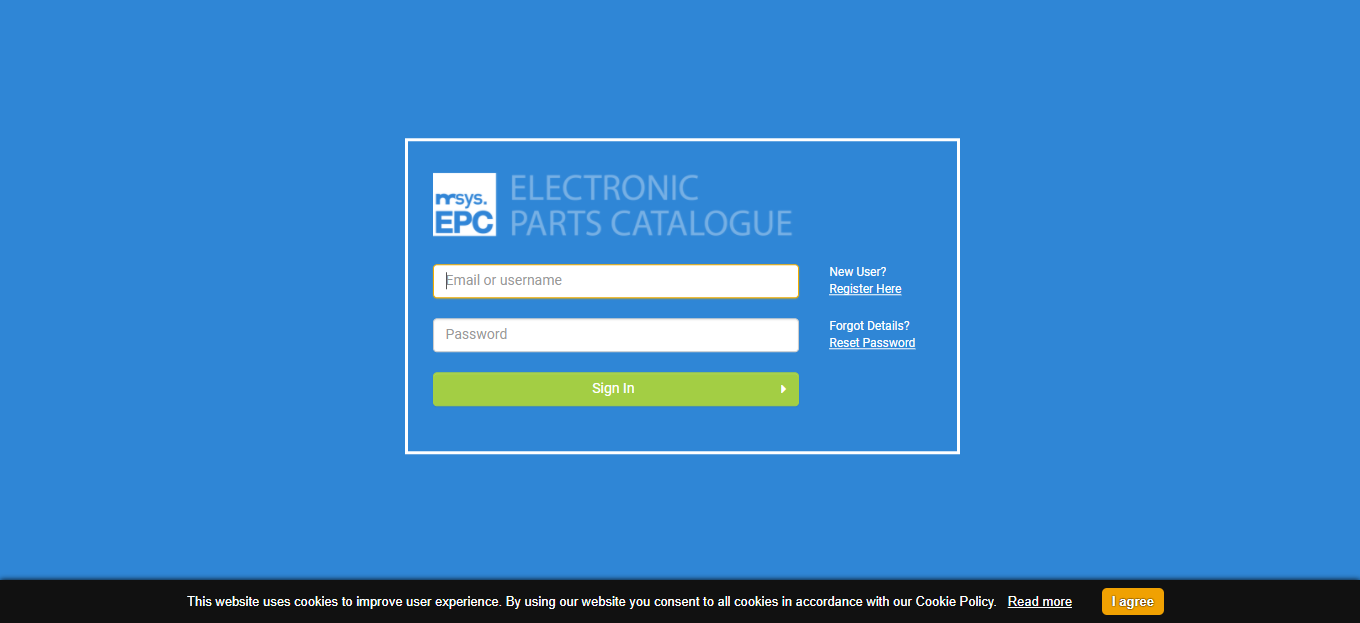 msys.
EPC
ELECTRONIC
PARTS CATALOGUE
Email or username
New User?
Register Here
Password
Forgot Details?
Reset Password
Sign In
This website uses cookies to improve user experience. By using our website you consent to all cookies in accordance with our Cookie Policy. Read more I agree